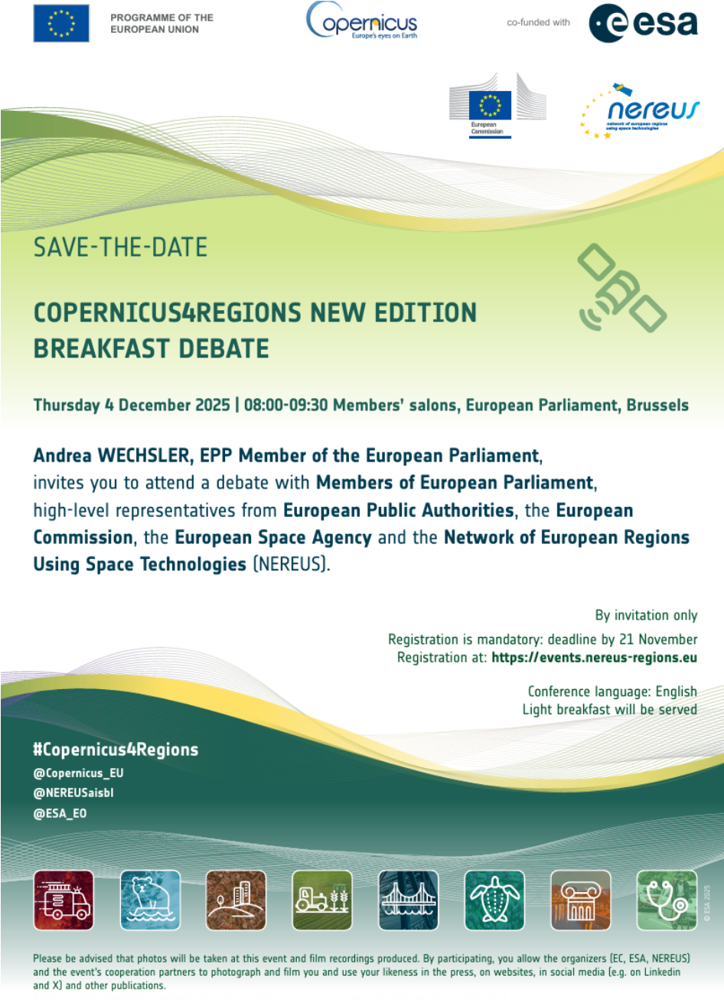 PROGRAMME OF THE
EUROPEAN UNION
Copernicus
Europe's eyes on Earth
co-funded with
esa
European
Commission
nereus
network of european regions
using space technologies
SAVE-THE-DATE
COPERNICUS4REGIONS NEW EDITION
BREAKFAST DEBATE
Thursday 4 December 2025 | 08:00-09:30 Members' salons, European Parliament, Brussels
Andrea WECHSLER, EPP Member of the European Parliament,
invites you to attend a debate with Members of European Parliament,
high-level representatives from European Public Authorities, the European
Commission, the European Space Agency and the Network of European Regions
Using Space Technologies (NEREUS).
By invitation only
Registration is mandatory: deadline by 21 November
Registration at: https://events.nereus-regions.eu
Conference language: English
Light breakfast will be served
#Copernicus4Regions
@Copernicus_EU
@NEREUSaisbl
@ESA_EO
© ESA 2025
Please be advised that photos will be taken at this event and film recordings produced. By participating, you allow the organizers (EC, ESA, NEREUS)
and the event's cooperation partners to photograph and film you and use your likeness in the press, on websites, in social media (e.g. on Linkedin
and X) and other publications.